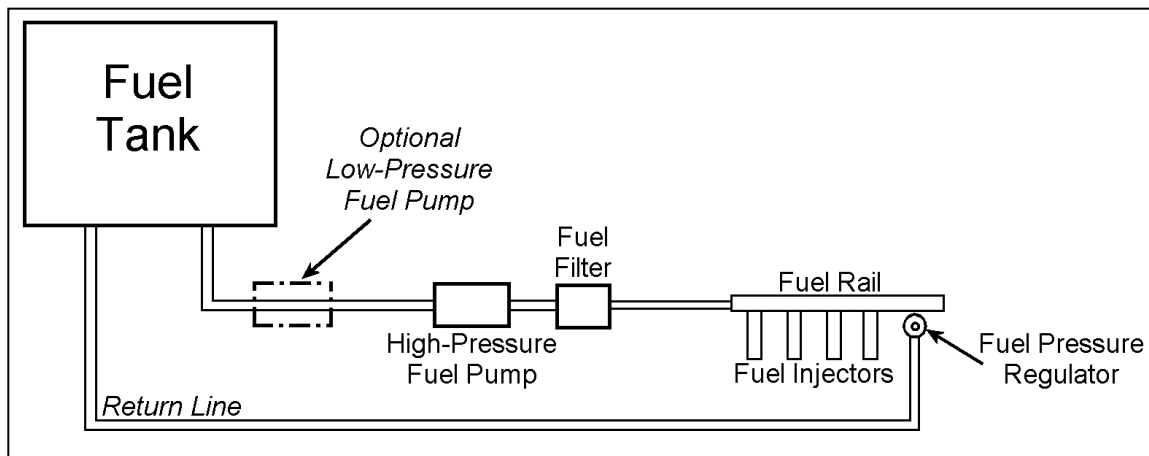 Fuel
Tank
Optional
Low-Pressure
Fuel Pump
Fuel
Filter
Fuel Rail
High-Pressure
Fuel Pump
Fuel Injectors
Fuel Pressure
Regulator
Return Line